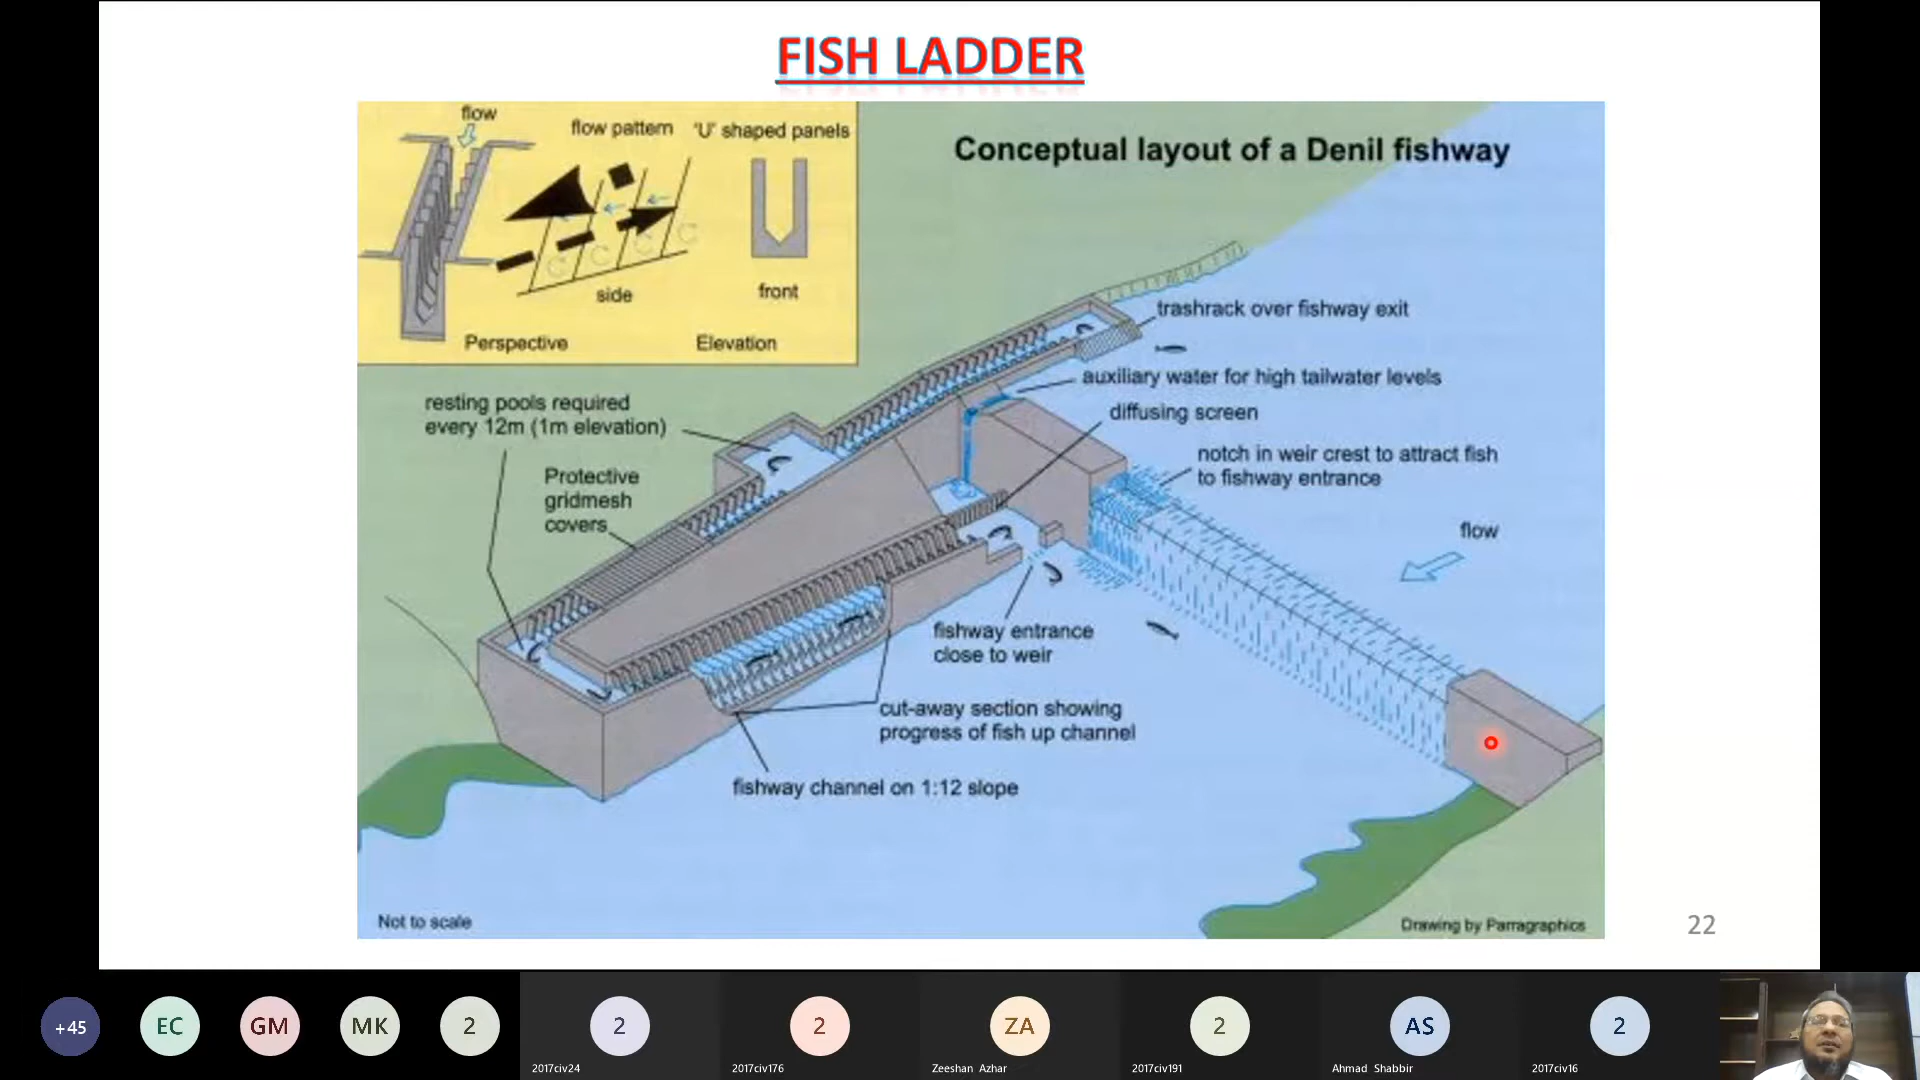 FISH LADDER
flow
flow pattern
'U' shaped panels
Conceptual layout of a Denil fishway
side
front
Perspective
Elevation
trashrack over fishway exit
auxiliary water for high tailwater levels
diffusing screen
resting pools required
every 12m (1m elevation)
notch in weir crest to attract fish
to fishway entrance
Protective
gridmesh
covers
flow
fishway entrance
close to weir
cut-away section showing
progress of fish up channel
fishway channel on 1:12 slope
Not to scale
Drawing by Parragraphics
22
+45
EC
GM
MK
2
2
2017civ24
2
2017civ176
ZA
Zeeshan Azhar
2
2017civ191
AS
Ahmad Shabbir
2
2017civ16